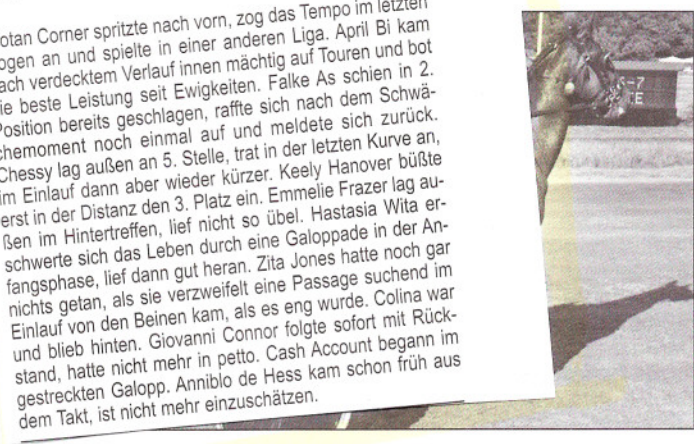 otan Corner spritzte nach vorn, zog das Tempo im letzten
ogen an und spielte in einer anderen Liga. April Bi kam
ach verdecktem Verlauf innen mächtig auf Touren und bot
ie beste Leistung seit Ewigkeiten. Falke As schien in 2.
Position bereits geschlagen, raffte sich nach dem Schwä-
chemoment noch einmal auf und meldete sich zurück.
Chessy lag außen an 5. Stelle, trat in der letzten Kurve an,
im Einlauf dann aber wieder kürzer. Keely Hanover büßte
erst in der Distanz den 3. Platz ein. Emmelie Frazer lag au-
ßen im Hintertreffen, lief nicht so übel. Hastasia Wita er-
schwerte sich das Leben durch eine Galoppade in der An-
fangsphase, lief dann gut heran. Zita Jones hatte noch gar
nichts getan, als sie verzweifelt eine Passage suchend im
Einlauf von den Beinen kam, als es eng wurde. Colina war
und blieb hinten. Giovanni Connor folgte sofort mit Rück-
stand, hatte nicht mehr in petto. Cash Account begann im
gestreckten Galopp. Anniblo de Hess kam schon früh aus
dem Takt, ist nicht mehr einzuschätzen.